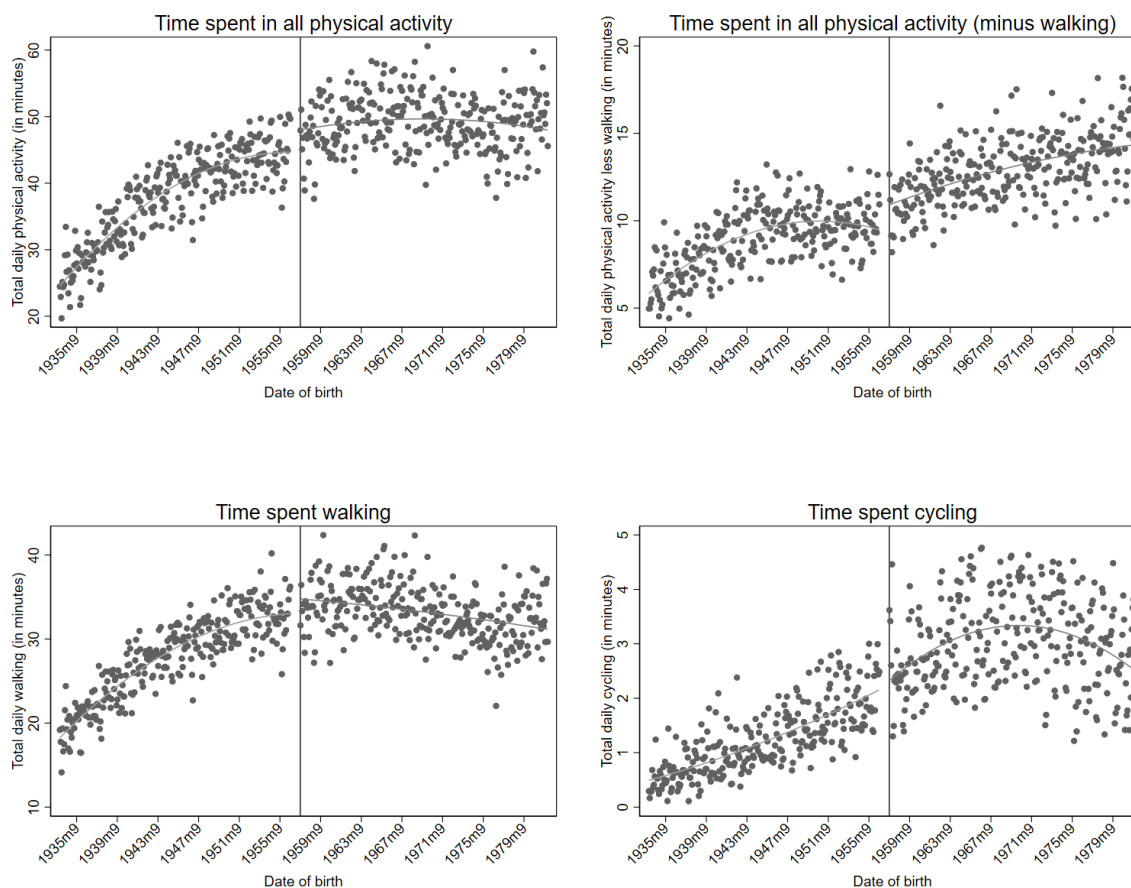 Time spent in all physical activity
Total daily physical activity (in minutes)
60
50
40
30
20
1935m9
1939m9
1943m9
1947m9
1951m9
1955m9
1959m9
1963m9
1967m9
1971m9
1975m9
1979m9
Date of birth
Time spent in all physical activity (minus walking)
Total daily physical activity less walking (in minutes)
20
15
10
5
1935m9
1939m9
1943m9
1947m9
1951m9
1955m9
1959m9
1963m9
1967m9
1971m9
1975m9
1979m9
Date of birth
Time spent walking
Total daily walking (in minutes)
40
30
20
10
1935m9
1939m9
1943m9
1947m9
1951m9
1955m9
1959m9
1963m9
1967m9
1971m9
1975m9
1979m9
Date of birth
Time spent cycling
Total daily cycling (in minutes)
5
4
3
2
1
0
1935m9
1939m9
1943m9
1947m9
1951m9
1955m9
1959m9
1963m9
1967m9
1971m9
1975m9
1979m9
Date of birth